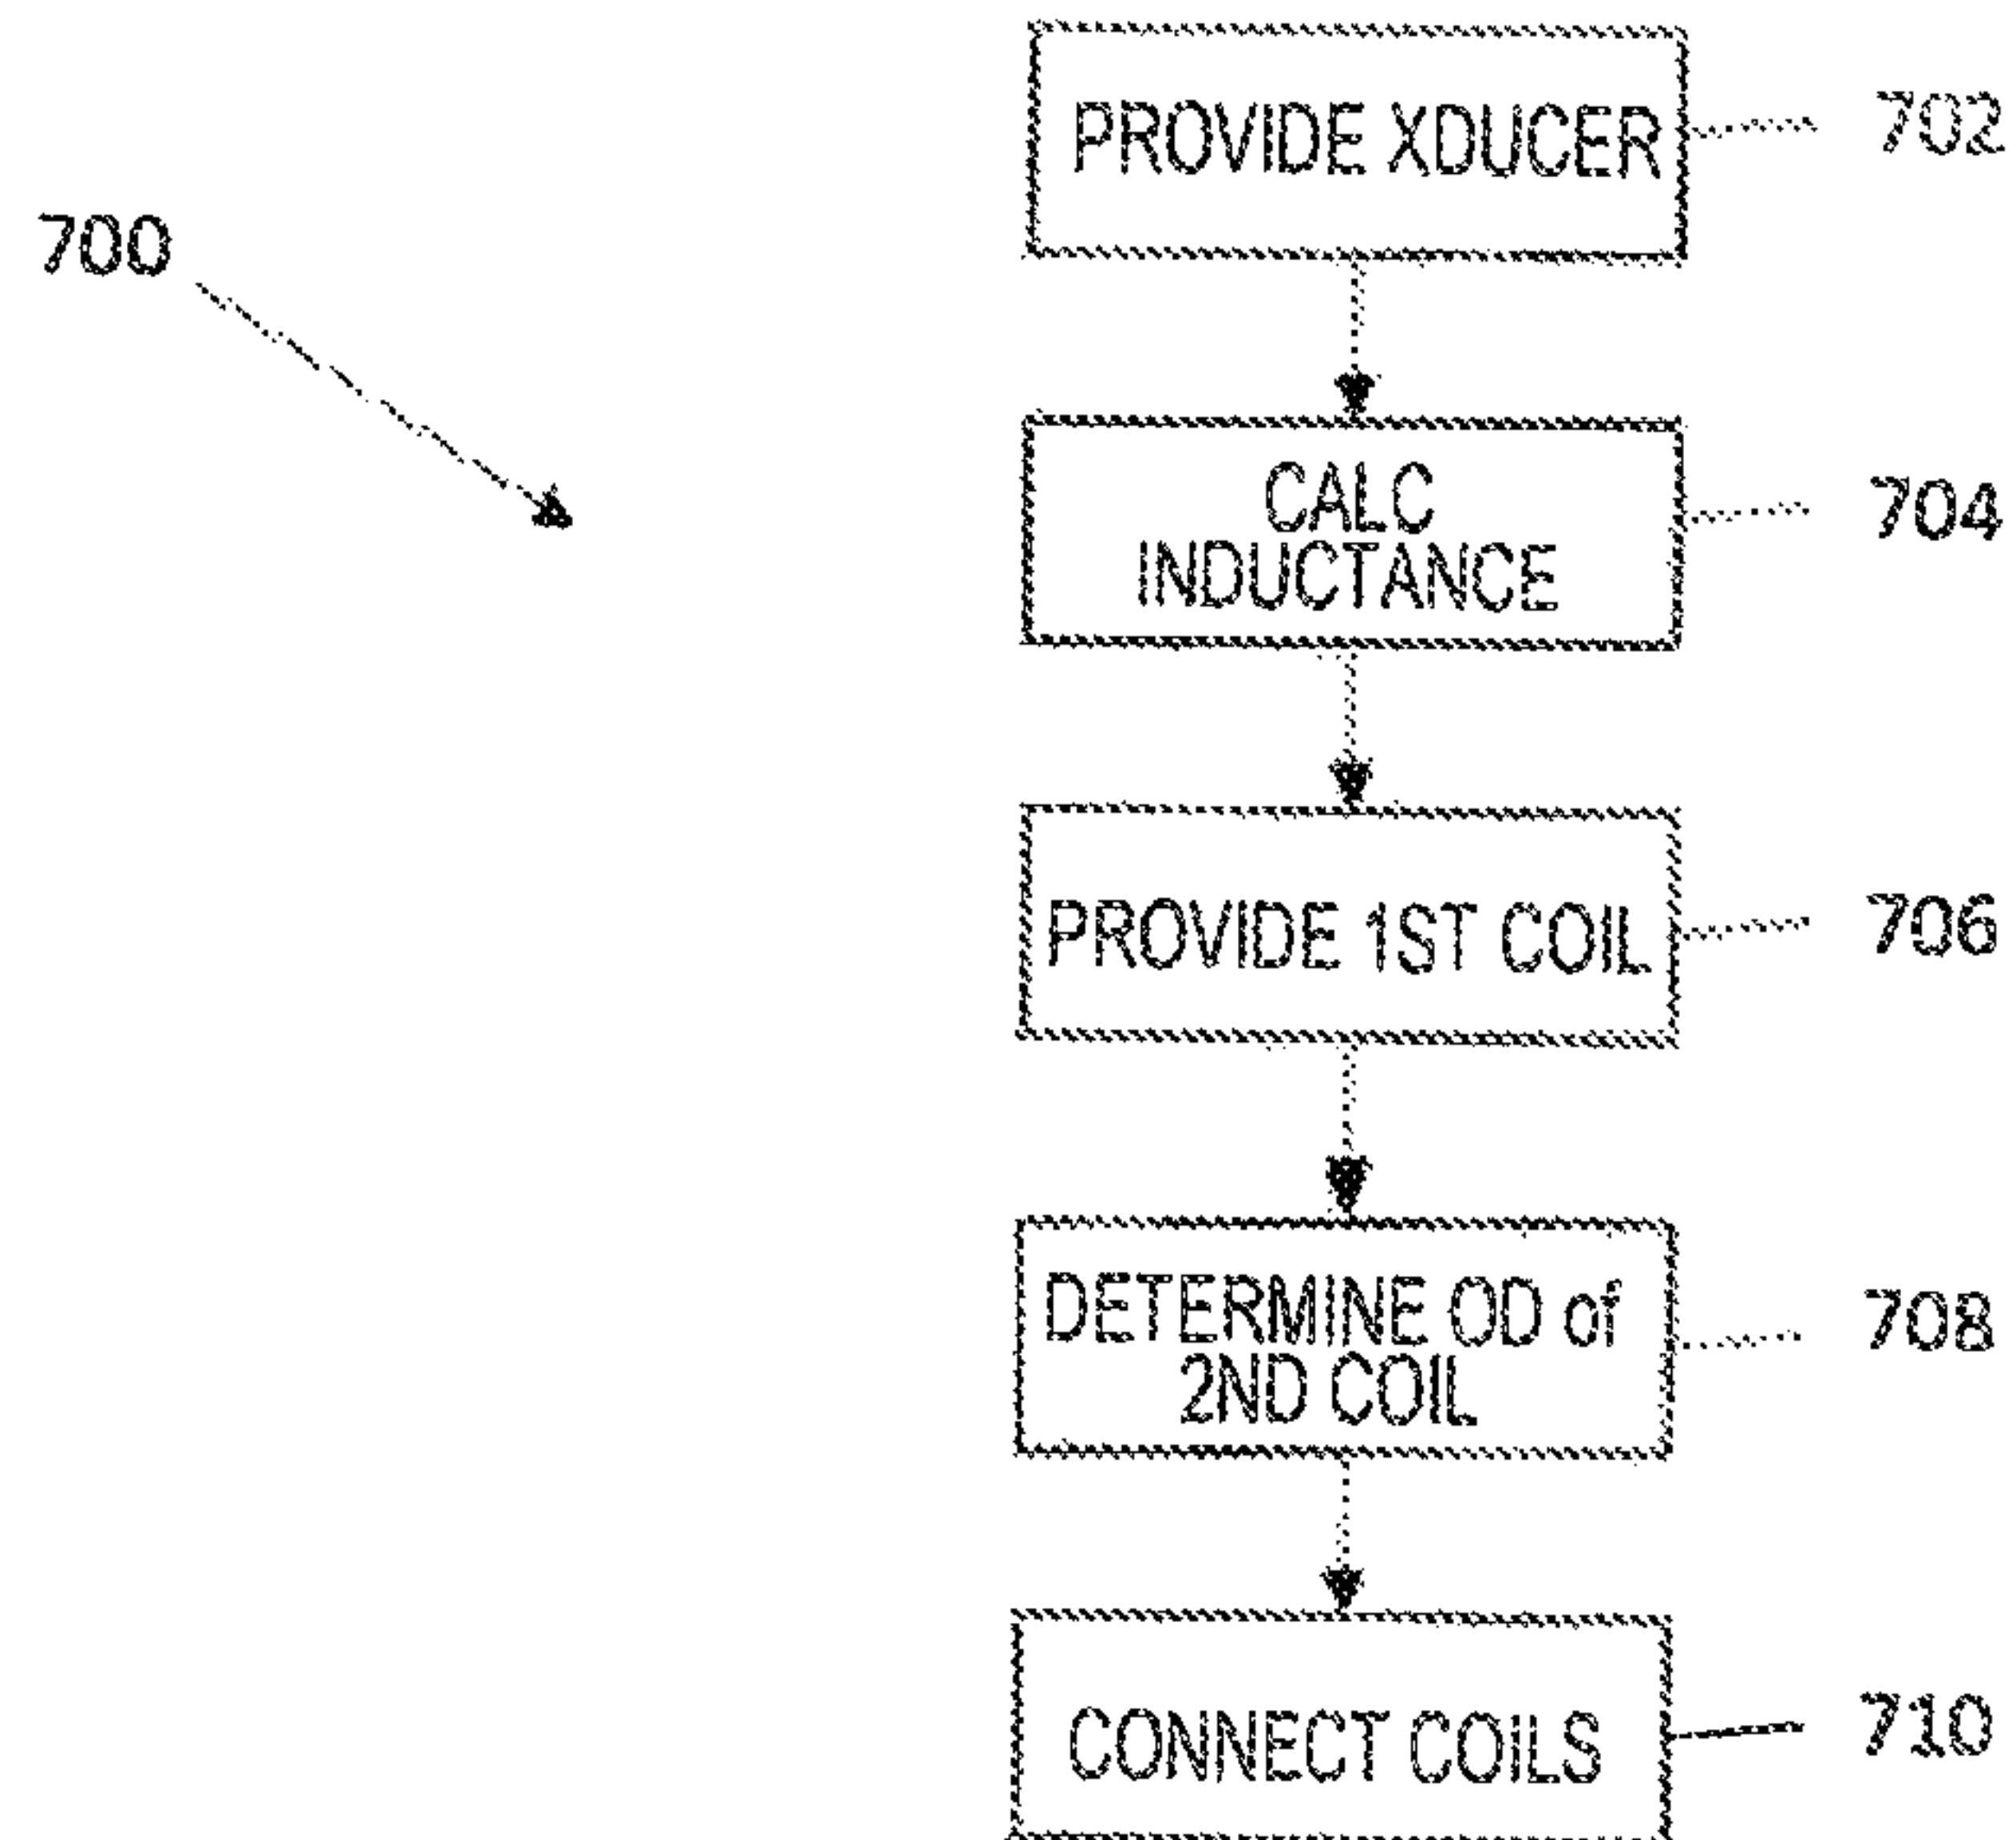 PROVIDE XDUCER
702
700
CALC
INDUCTANCE
704
PROVIDE 1ST COIL
706
DETERMINE OD of
2ND COIL
708
CONNECT COILS
710